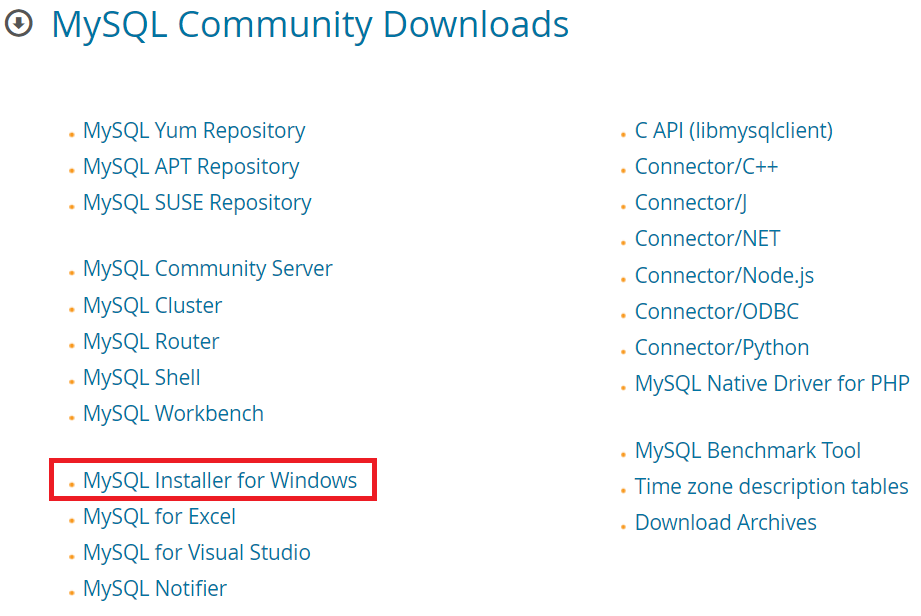 MySQL Community Downloads
MySQL Yum Repository
MySQL APT Repository
MySQL SUSE Repository
MySQL Community Server
MySQL Cluster
MySQL Router
MySQL Shell
MySQL Workbench
MySQL Installer for Windows
MySQL for Excel
MySQL for Visual Studio
MySQL Notifier
C API (libmysqlclient)
Connector/C++
Connector/J
Connector/NET
Connector/Node.js
Connector/ODBC
Connector/Python
MySQL Native Driver for PHP
MySQL Benchmark Tool
Time zone description tables
Download Archives